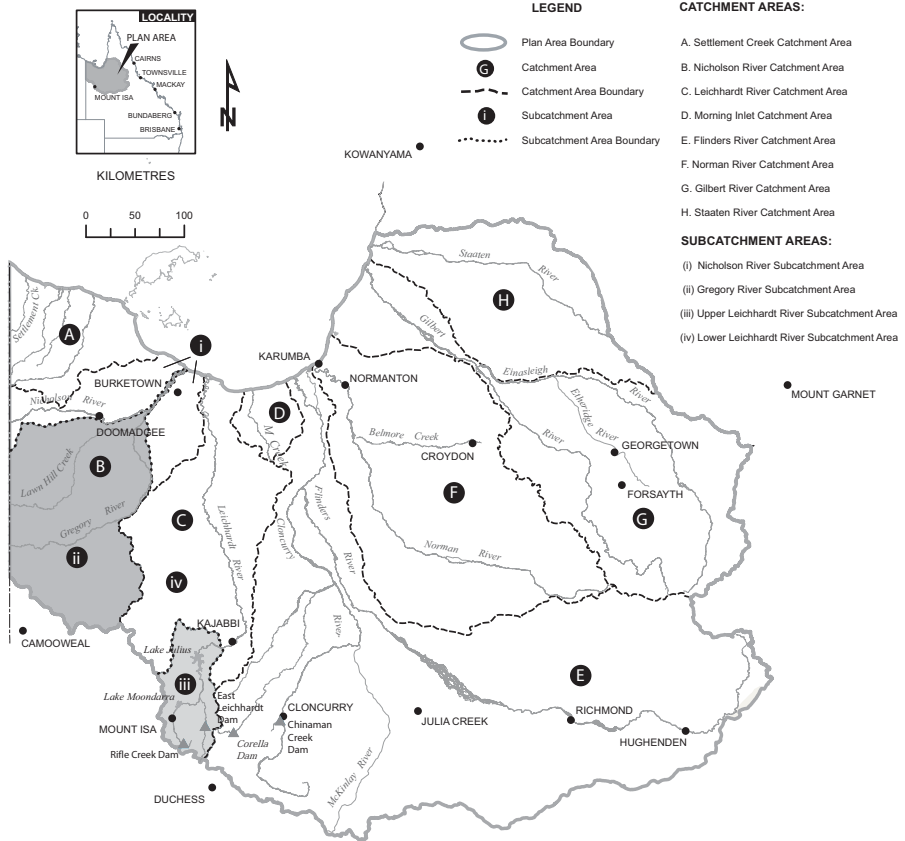 LOCALITY
PLAN AREA
CAIRNS
TOWNSVILLE
MACKAY
MOUNT ISA
BUNDABERG
BRISBANE
N
KILOMETRES
0 50 100
LEGEND
Plan Area Boundary
G Catchment Area
Catchment Area Boundary
i Subcatchment Area
Subcatchment Area Boundary
CATCHMENT AREAS:
A. Settlement Creek Catchment Area
B. Nicholson River Catchment Area
C. Leichhardt River Catchment Area
D. Morning Inlet Catchment Area
E. Flinders River Catchment Area
F. Norman River Catchment Area
G. Gilbert River Catchment Area
H. Staaten River Catchment Area
SUBCATCHMENT AREAS:
(i) Nicholson River Subcatchment Area
(ii) Gregory River Subcatchment Area
(iii) Upper Leichhardt River Subcatchment Area
(iv) Lower Leichhardt River Subcatchment Area
KOWANYAMA
Staaten River
H
Settlement Ck
A
i
Gilbert
KARUMBA
BURKETOWN
NORMANTON
Einasleigh River
MOUNT GARNET
Nicholson River
DOOMADGEE
D
M. Creek
Etheridge River
Belmore Creek
CROYDON
River
GEORGETOWN
B
Lawn Hill Creek
FORSAYTH
F
G
Gregory River
C
Leichhardt River
Cloncurry
Flinders River
Norman River
ii
iv
CAMOOWEAL
KAJABBI
River
Lake Julius
iii
E
Lake Moondarra
East
Leichhardt
Dam
MOUNT ISA
CLONCURRY
Chinaman
Creek
Dam
JULIA CREEK
RICHMOND
HUGHENDEN
Rifle Creek Dam
Corella
Dam
McKinlay River
DUCHESS